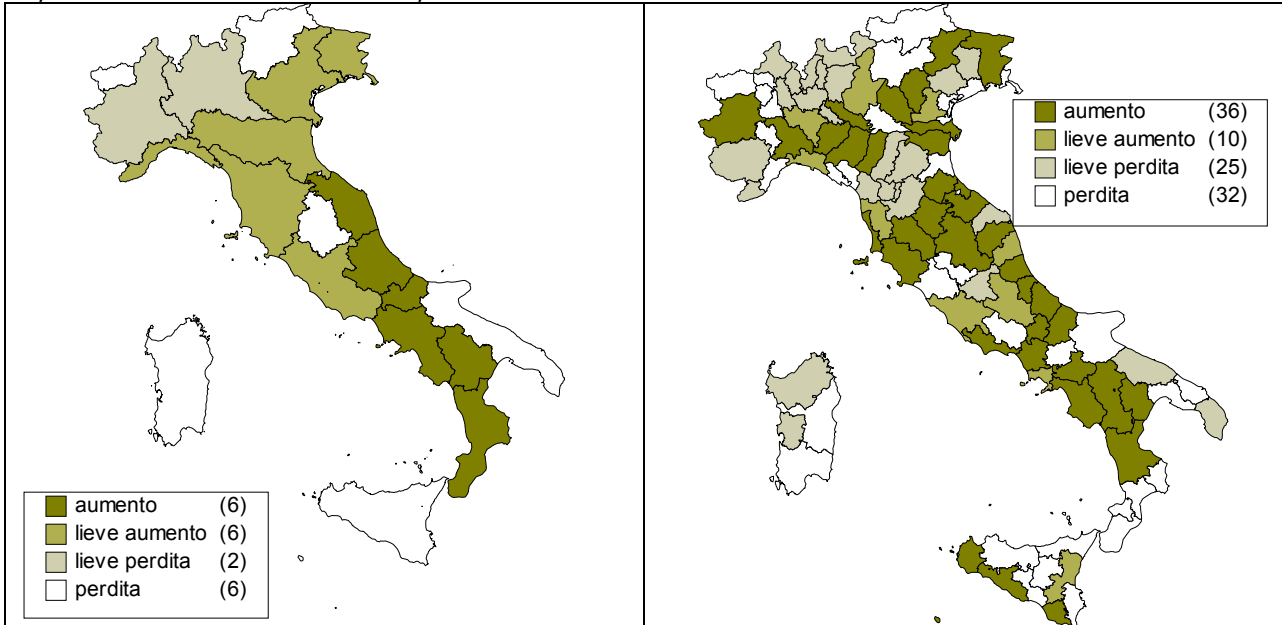 aumento (6)
lieve aumento (6)
lieve perdita (2)
perdita (6)
aumento (36)
lieve aumento (10)
lieve perdita (25)
perdita (32)